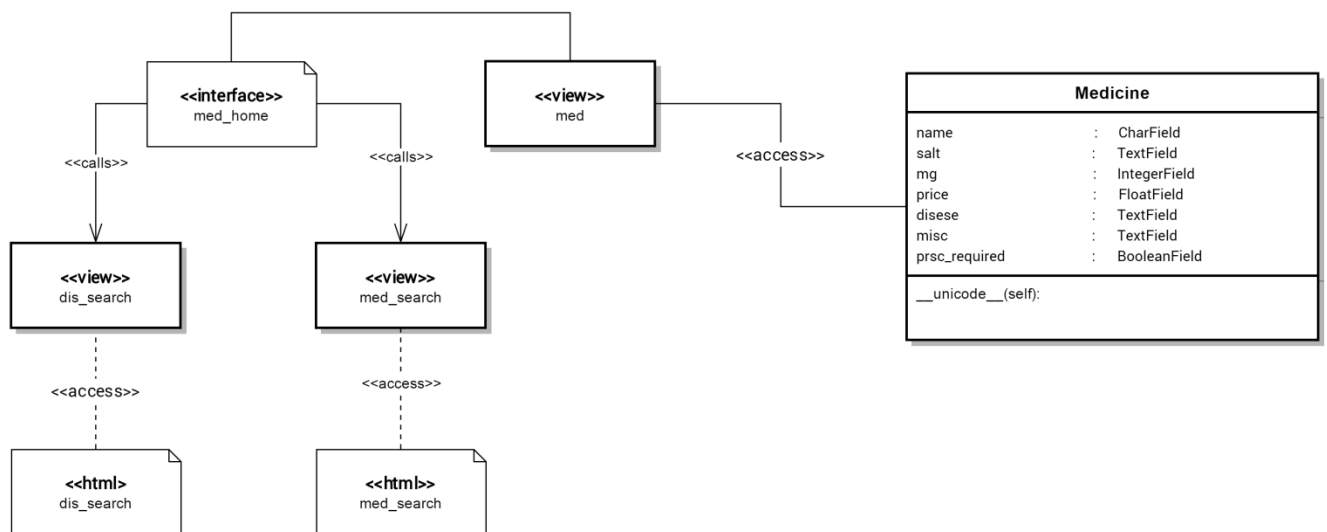 <<interface>>
med_home
<<view>>
med
Medicine
name : CharField
salt : TextField
mg : IntegerField
price : FloatField
disese : TextField
misc : TextField
prsc_required : BooleanField
__unicode__(self):
<<calls>>
<<calls>>
<<access>>
<<view>>
dis_search
<<view>>
med_search
<<access>>
<<access>>
<<html>
dis_search
<<html>>
med_search